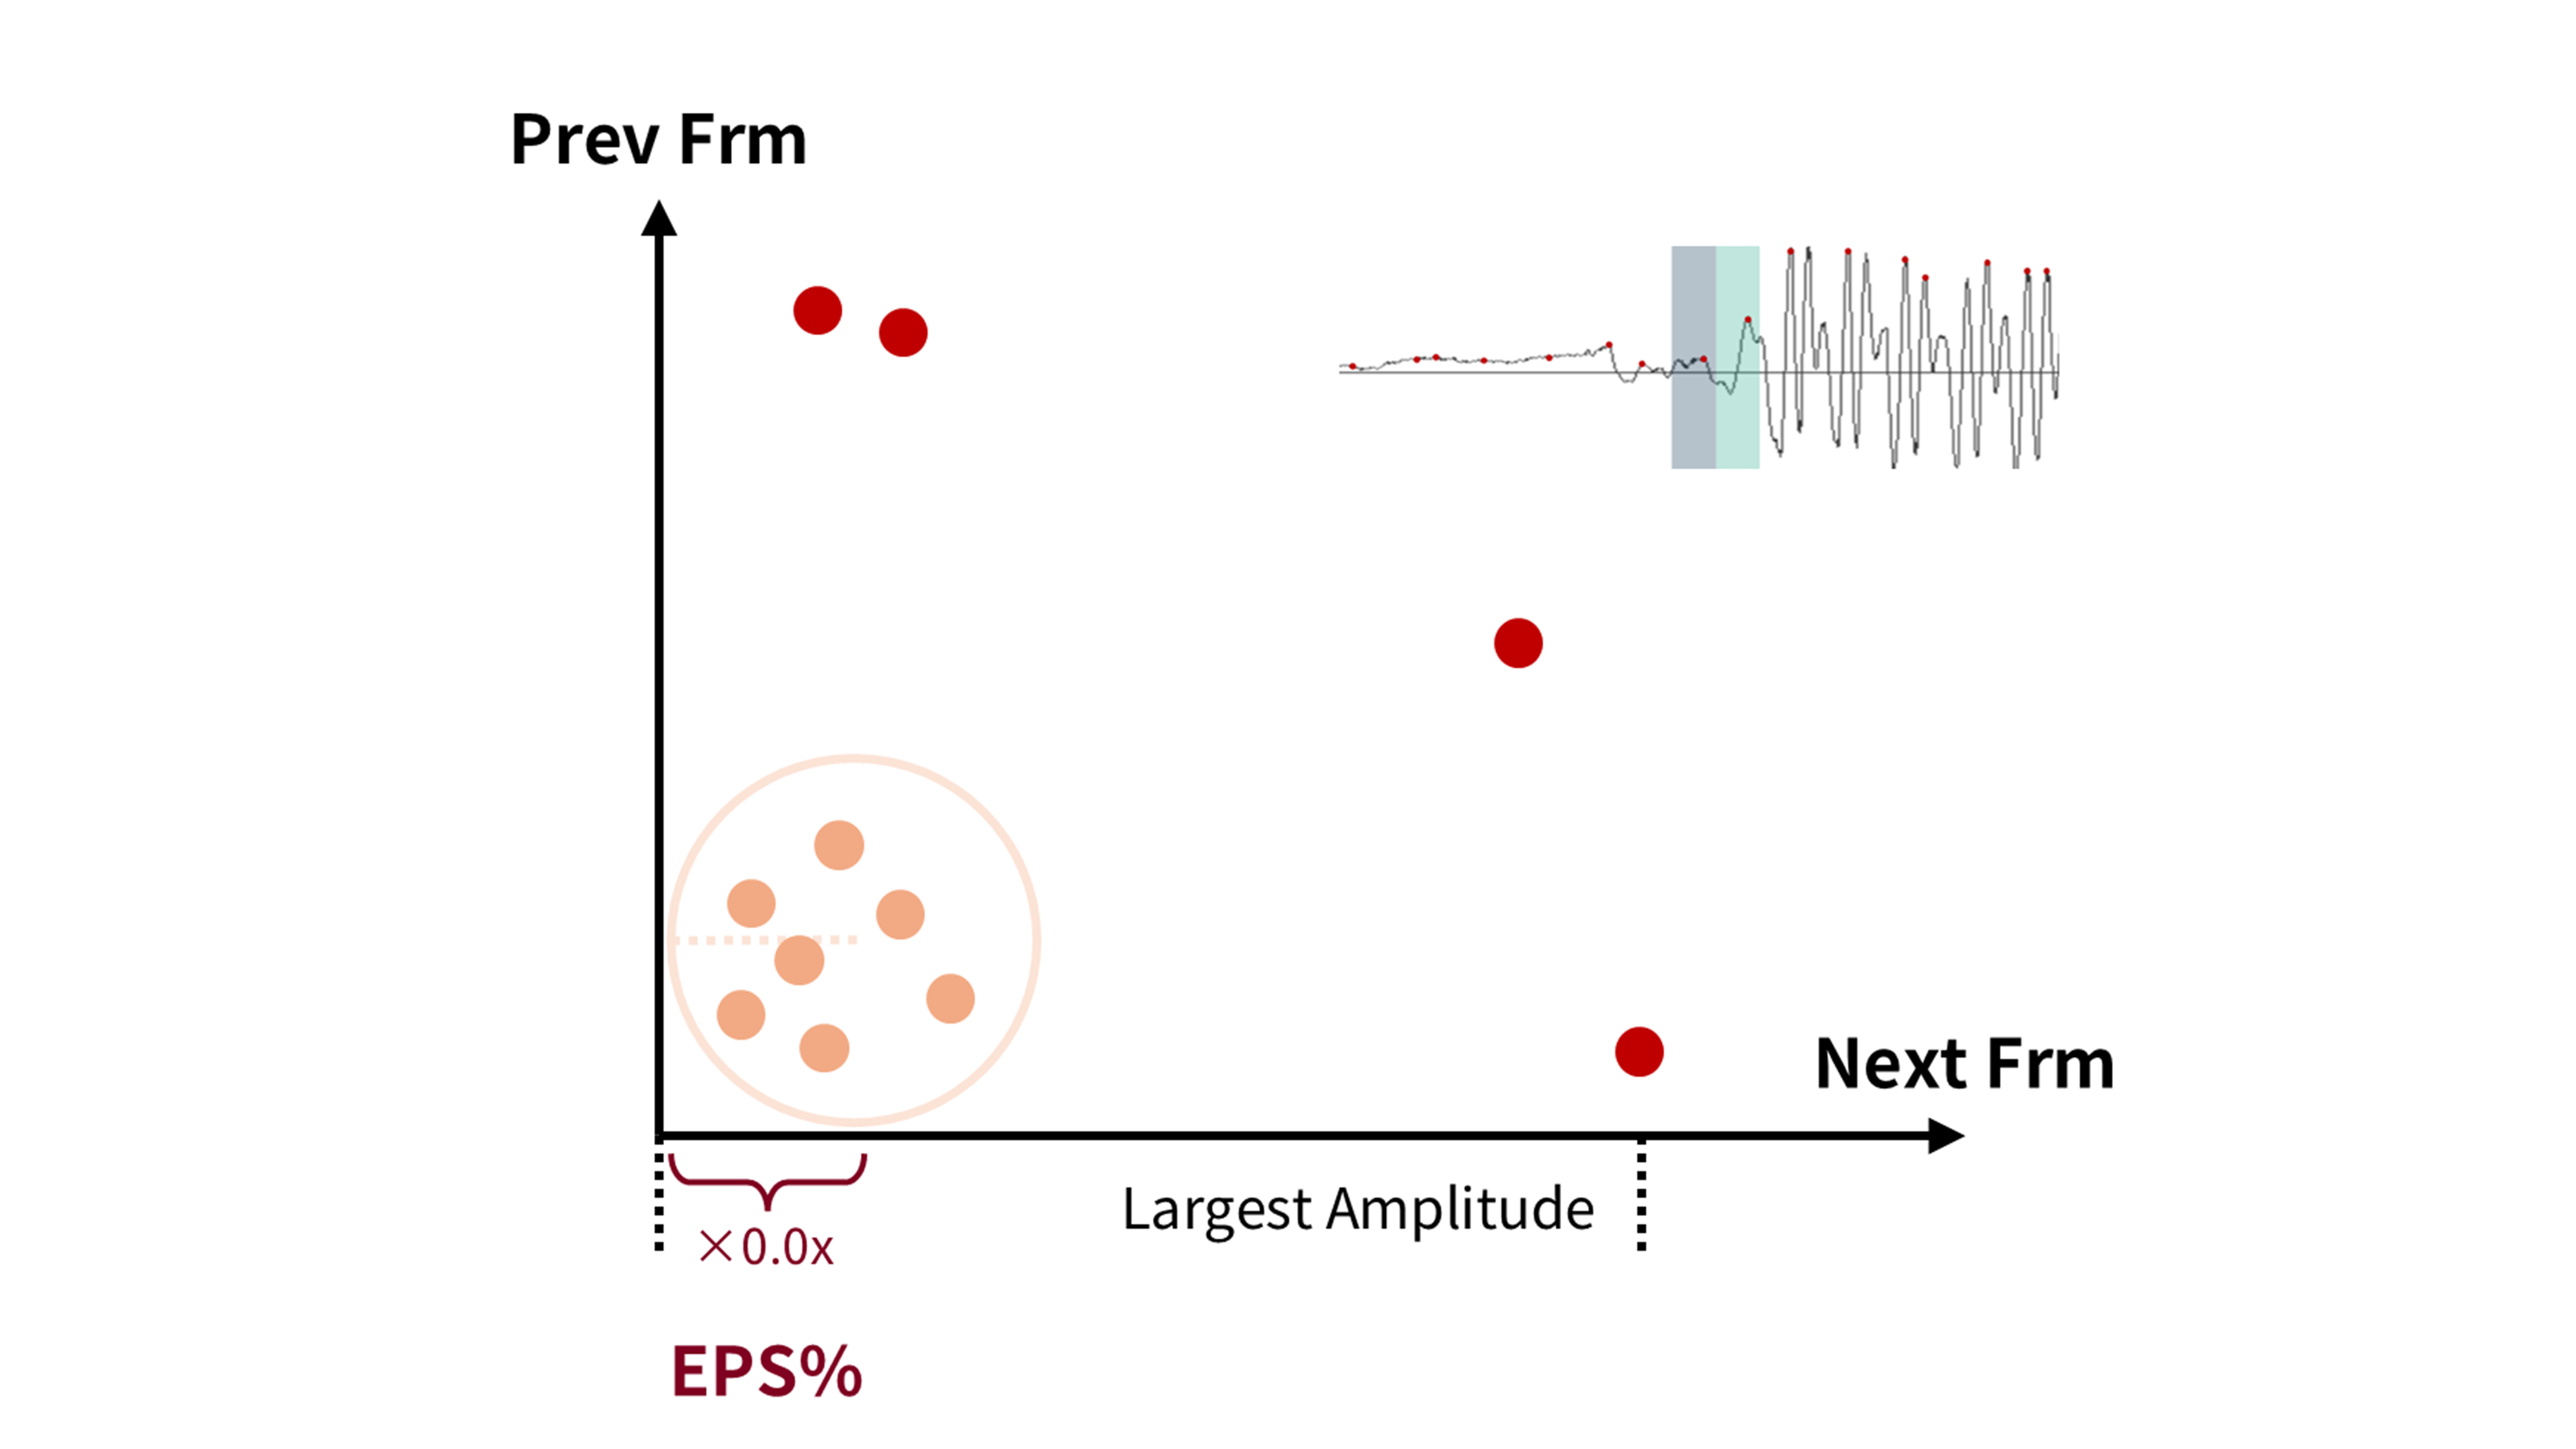 Prev Frm
Next Frm
Largest Amplitude
×0.0x
EPS%